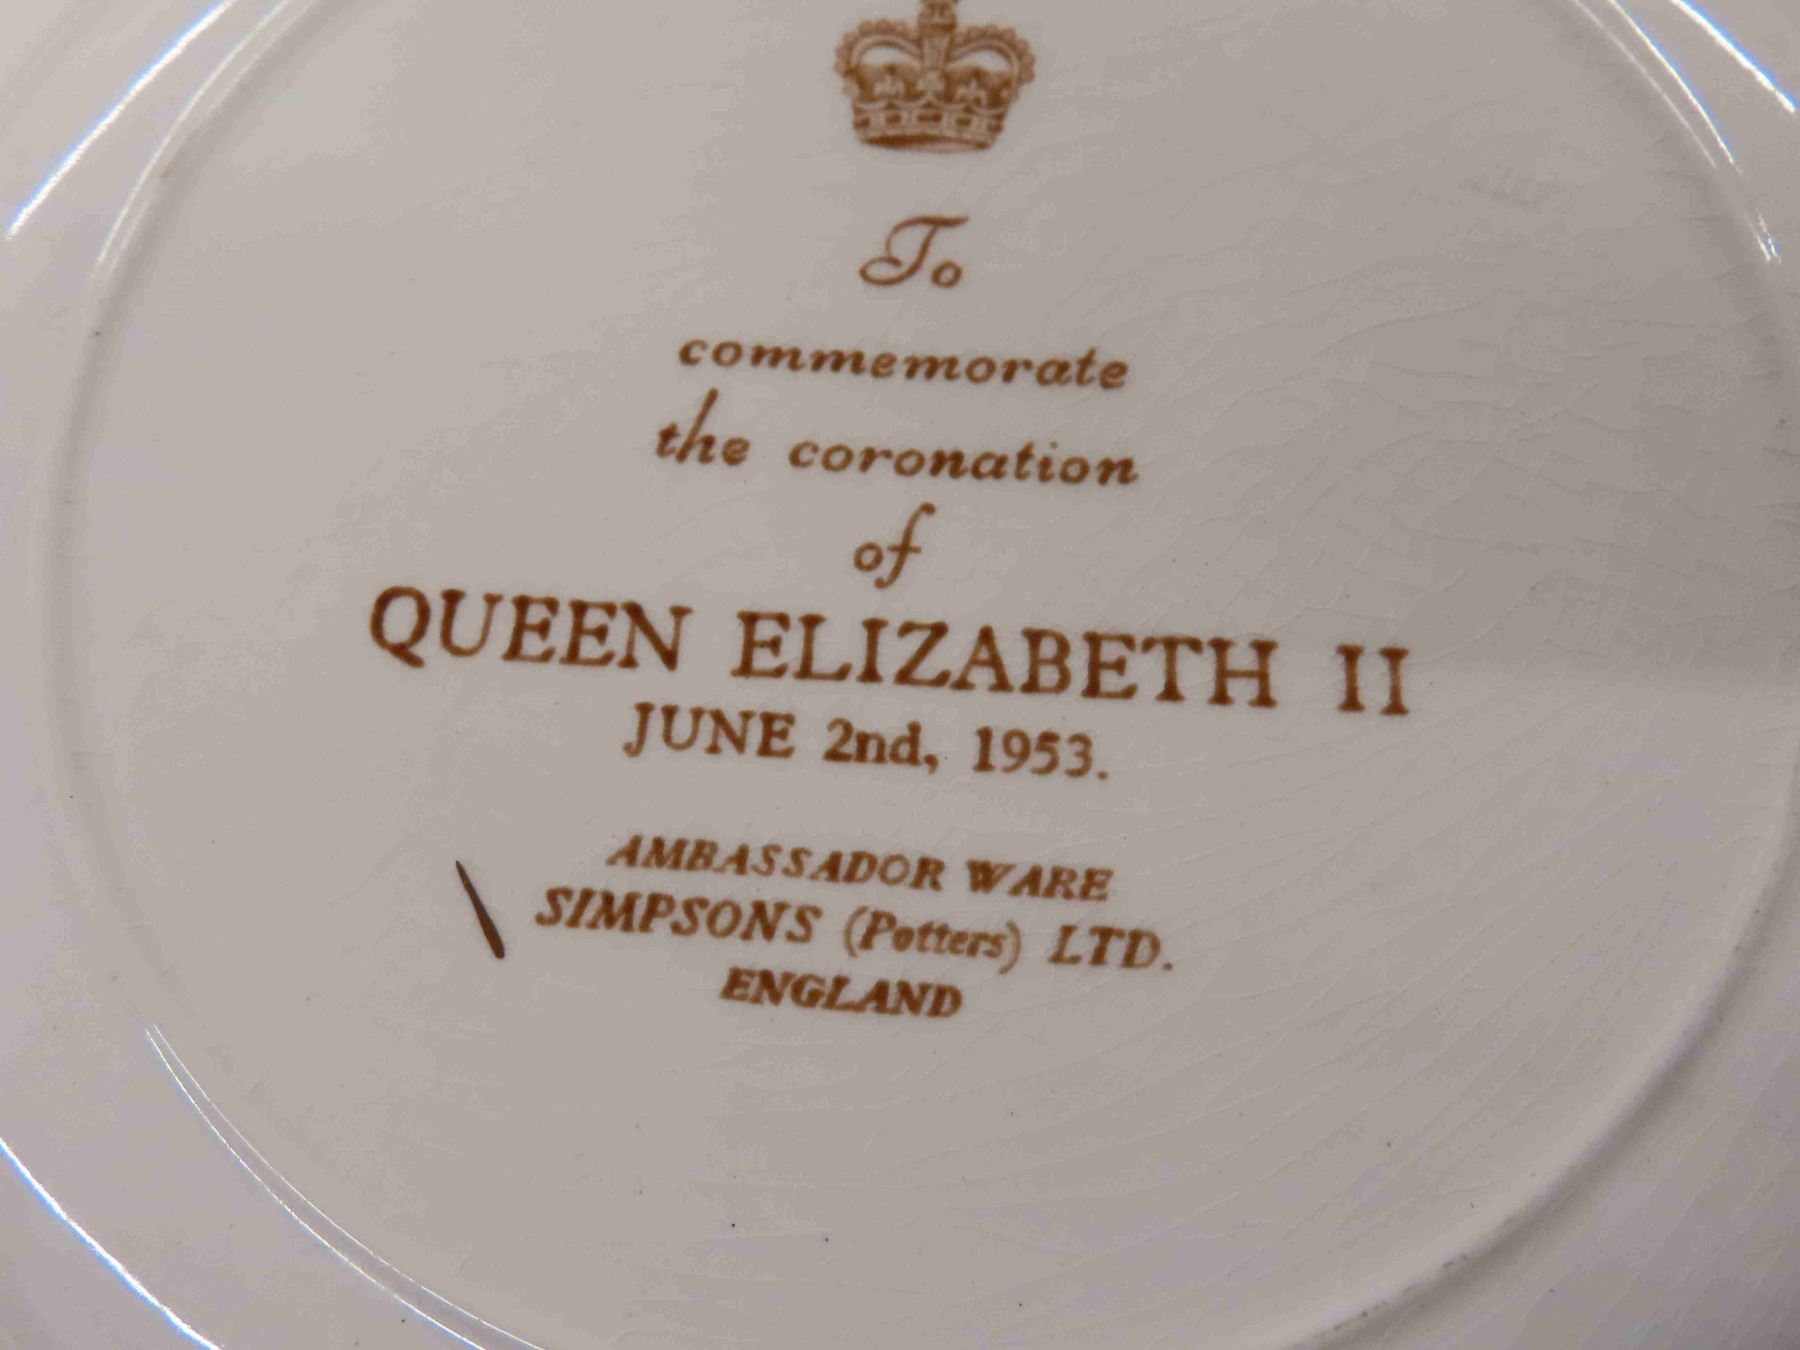 To
commemorate
the coronation
of
QUEEN ELIZABETH II
JUNE 2nd, 1953.
AMBASSADOR WARE
SIMPSONS (Potters) LTD.
ENGLAND